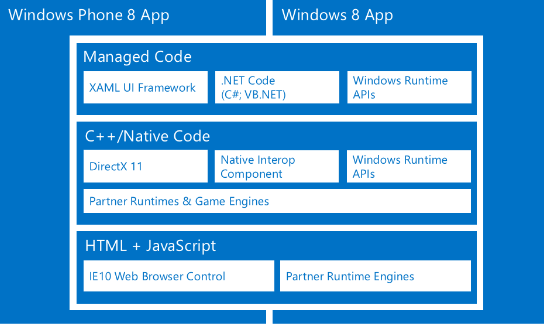 Windows Phone 8 App
Windows 8 App
Managed Code
XAML UI Framework
.NET Code
(C#; VB.NET)
Windows Runtime
APIs
C++/Native Code
DirectX 11
Native Interop
Component
Windows Runtime
APIs
Partner Runtimes & Game Engines
HTML + JavaScript
IE10 Web Browser Control
Partner Runtime Engines